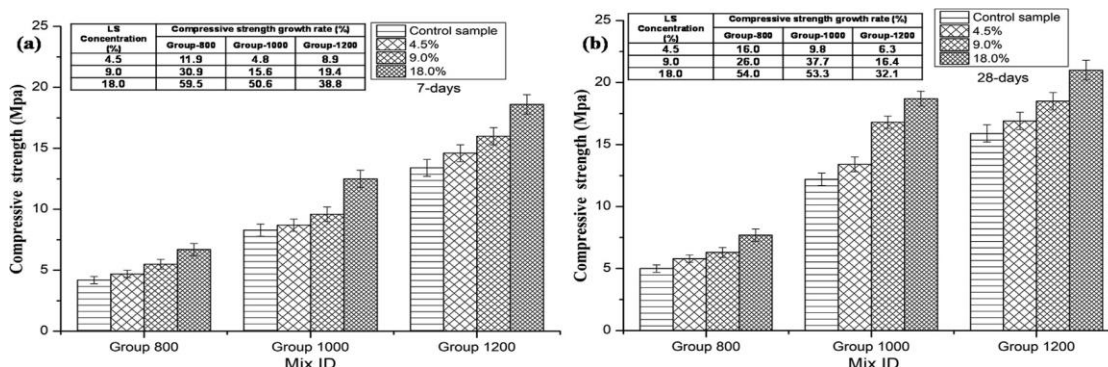 (a)
LS Concentration (%) Compressive strength growth rate (%)
Group-800 Group-1000 Group-1200
4.5 11.9 4.8 8.9
9.0 30.9 15.6 19.4
18.0 59.5 50.6 38.8
Control sample
4.5%
9.0%
18.0%
7-days
Compressive strength (Mpa)
25
20
15
10
5
0
Group 800 Group 1000 Group 1200
Mix ID
(b)
LS Concentration (%) Compressive strength growth rate (%)
Group-800 Group-1000 Group-1200
4.5 16.0 9.8 6.3
9.0 26.0 37.7 16.4
18.0 54.0 53.3 32.1
Control sample
4.5%
9.0%
18.0%
28-days
Compressive strength (Mpa)
25
20
15
10
5
0
Group 800 Group 1000 Group 1200
Mix ID